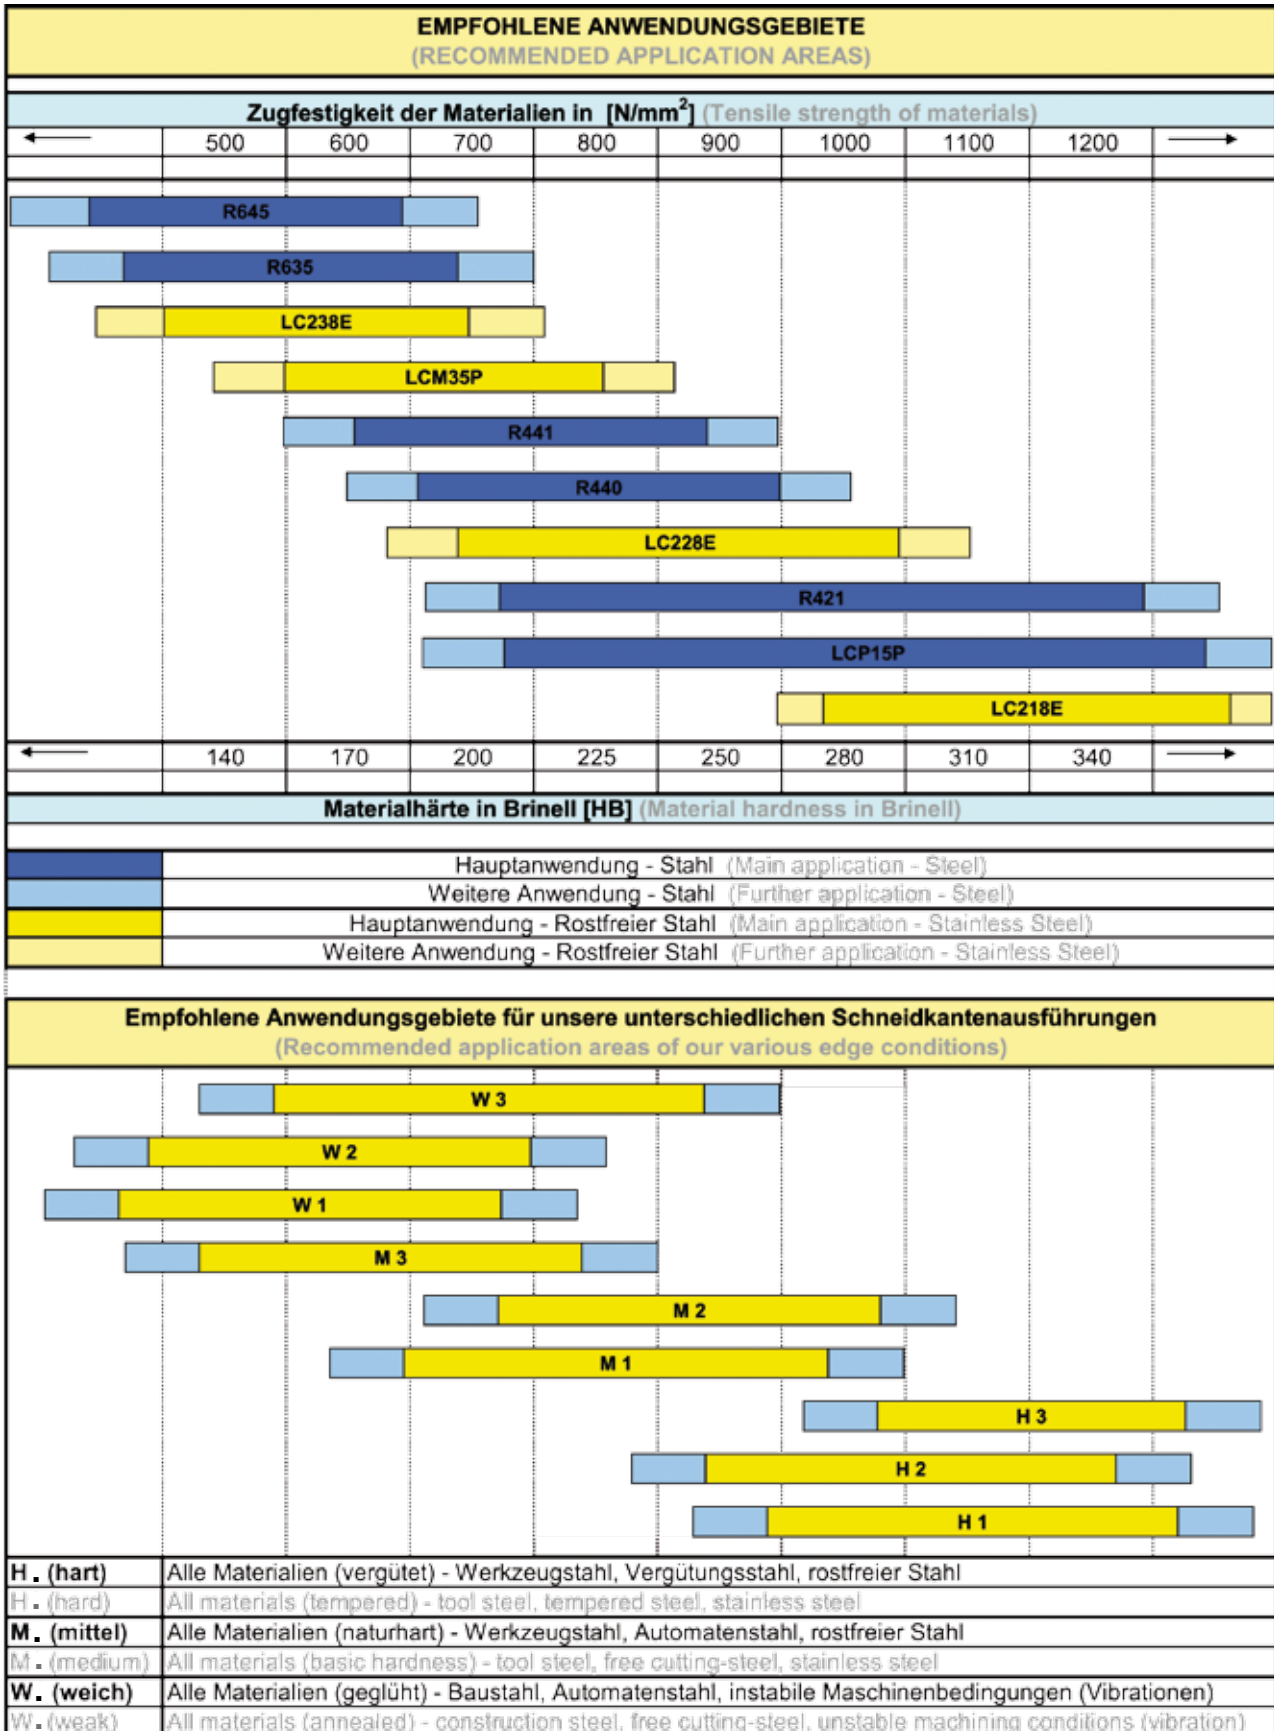 EMPFOHLENE ANWENDUNGSGEBIETE
(RECOMMENDED APPLICATION AREAS)
Zugfestigkeit der Materialien in [N/mm²] (Tensile strength of materials)
500 600 700 800 900 1000 1100 1200
R645
R635
LC238E
LCM35P
R441
R440
LC228E
R421
LCP15P
LC218E
140 170 200 225 250 280 310 340
Materialhärte in Brinell [HB] (Material hardness in Brinell)
Hauptanwendung - Stahl (Main application - Steel)
Weitere Anwendung - Stahl (Further application - Steel)
Hauptanwendung - Rostfreier Stahl (Main application - Stainless Steel)
Weitere Anwendung - Rostfreier Stahl (Further application - Stainless Steel)
Empfohlene Anwendungsgebiete für unsere unterschiedlichen Schneidkantenausführungen
(Recommended application areas of our various edge conditions)
W 3
W 2
W 1
M 3
M 2
M 1
H 3
H 2
H 1
H . (hart) Alle Materialien (vergütet) - Werkzeugstahl, Vergütungsstahl, rostfreier Stahl
H . (hard) All materials (tempered) - tool steel, tempered steel, stainless steel
M . (mittel) Alle Materialien (naturhart) - Werkzeugstahl, Automatenstahl, rostfreier Stahl
M . (medium) All materials (basic hardness) - tool steel, free cutting-steel, stainless steel
W . (weich) Alle Materialien (geglüht) - Baustahl, Automatenstahl, instabile Maschinenbedingungen (Vibrationen)
W . (weak) All materials (annealed) - construction steel, free cutting-steel, unstable machining conditions (vibration)